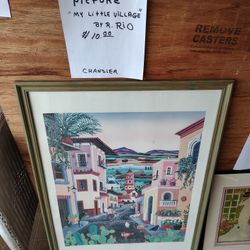 PICTURE
"MY LITTLE VILLAGE"
BY R. RIO
$10.00
CHANDLER
REMOVE
CASTERS